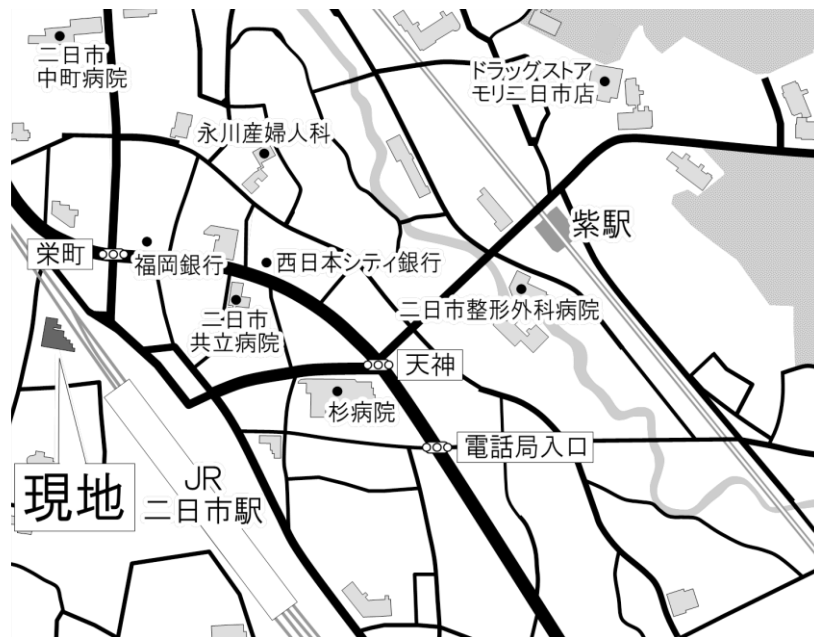 二日市
中町病院
ドラッグストア
モリ二日市店
永川産婦人科
紫駅
栄町
福岡銀行
西日本シティ銀行
二日市
共立病院
二日市整形外科病院
天神
杉病院
電話局入口
現地
JR
二日市駅